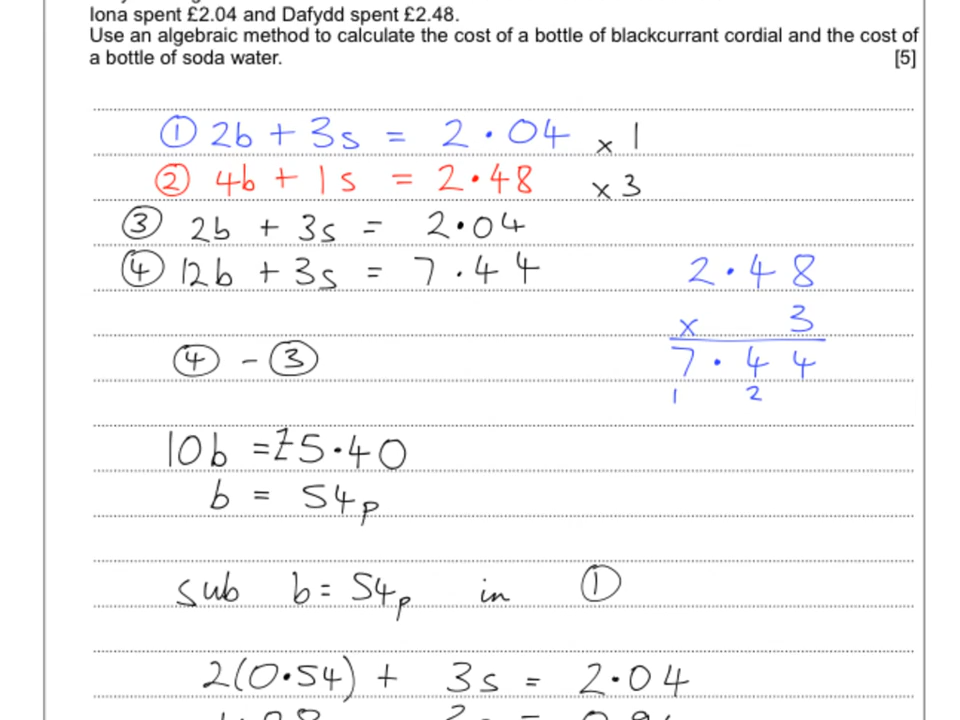 Iona spent £2.04 and Dafydd spent £2.48.
Use an algebraic method to calculate the cost of a bottle of blackcurrant cordial and the cost of
a bottle of soda water. [5]
① 2b + 3s = 2.04 x 1
② 4b + 1s = 2.48 x 3
③ 2b + 3s = 2.04
④ 12b + 3s = 7.44
2.48
x 3
7.44
1 2
④ - ③
10b = £5.40
b = 54p
sub b = 54p in ①
2(0.54) + 3s = 2.04